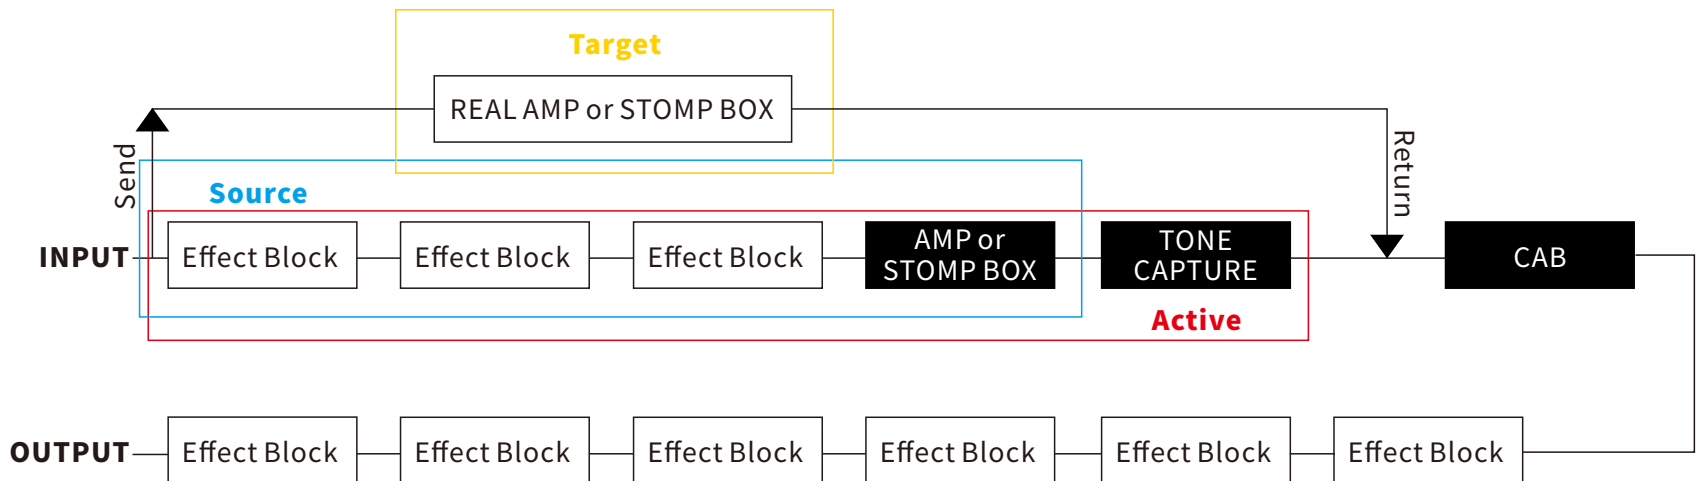 Target
REAL AMP or STOMP BOX
Send
Return
Source
INPUT
Effect Block
Effect Block
Effect Block
AMP or
STOMP BOX
TONE
CAPTURE
CAB
Active
OUTPUT
Effect Block
Effect Block
Effect Block
Effect Block
Effect Block
Effect Block